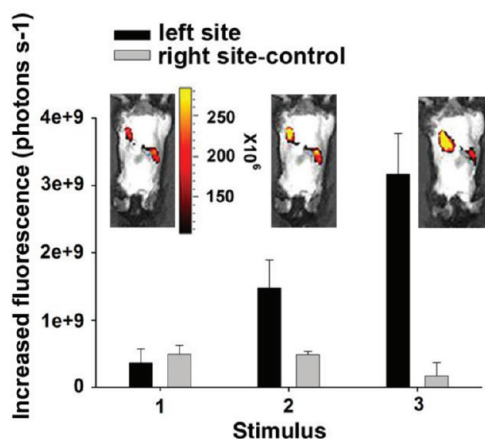 left site
right site-control
Increased fluorescence (photons s-1)
4e+9
3e+9
2e+9
1e+9
0
250
200
150
X10⁶
1
2
3
Stimulus